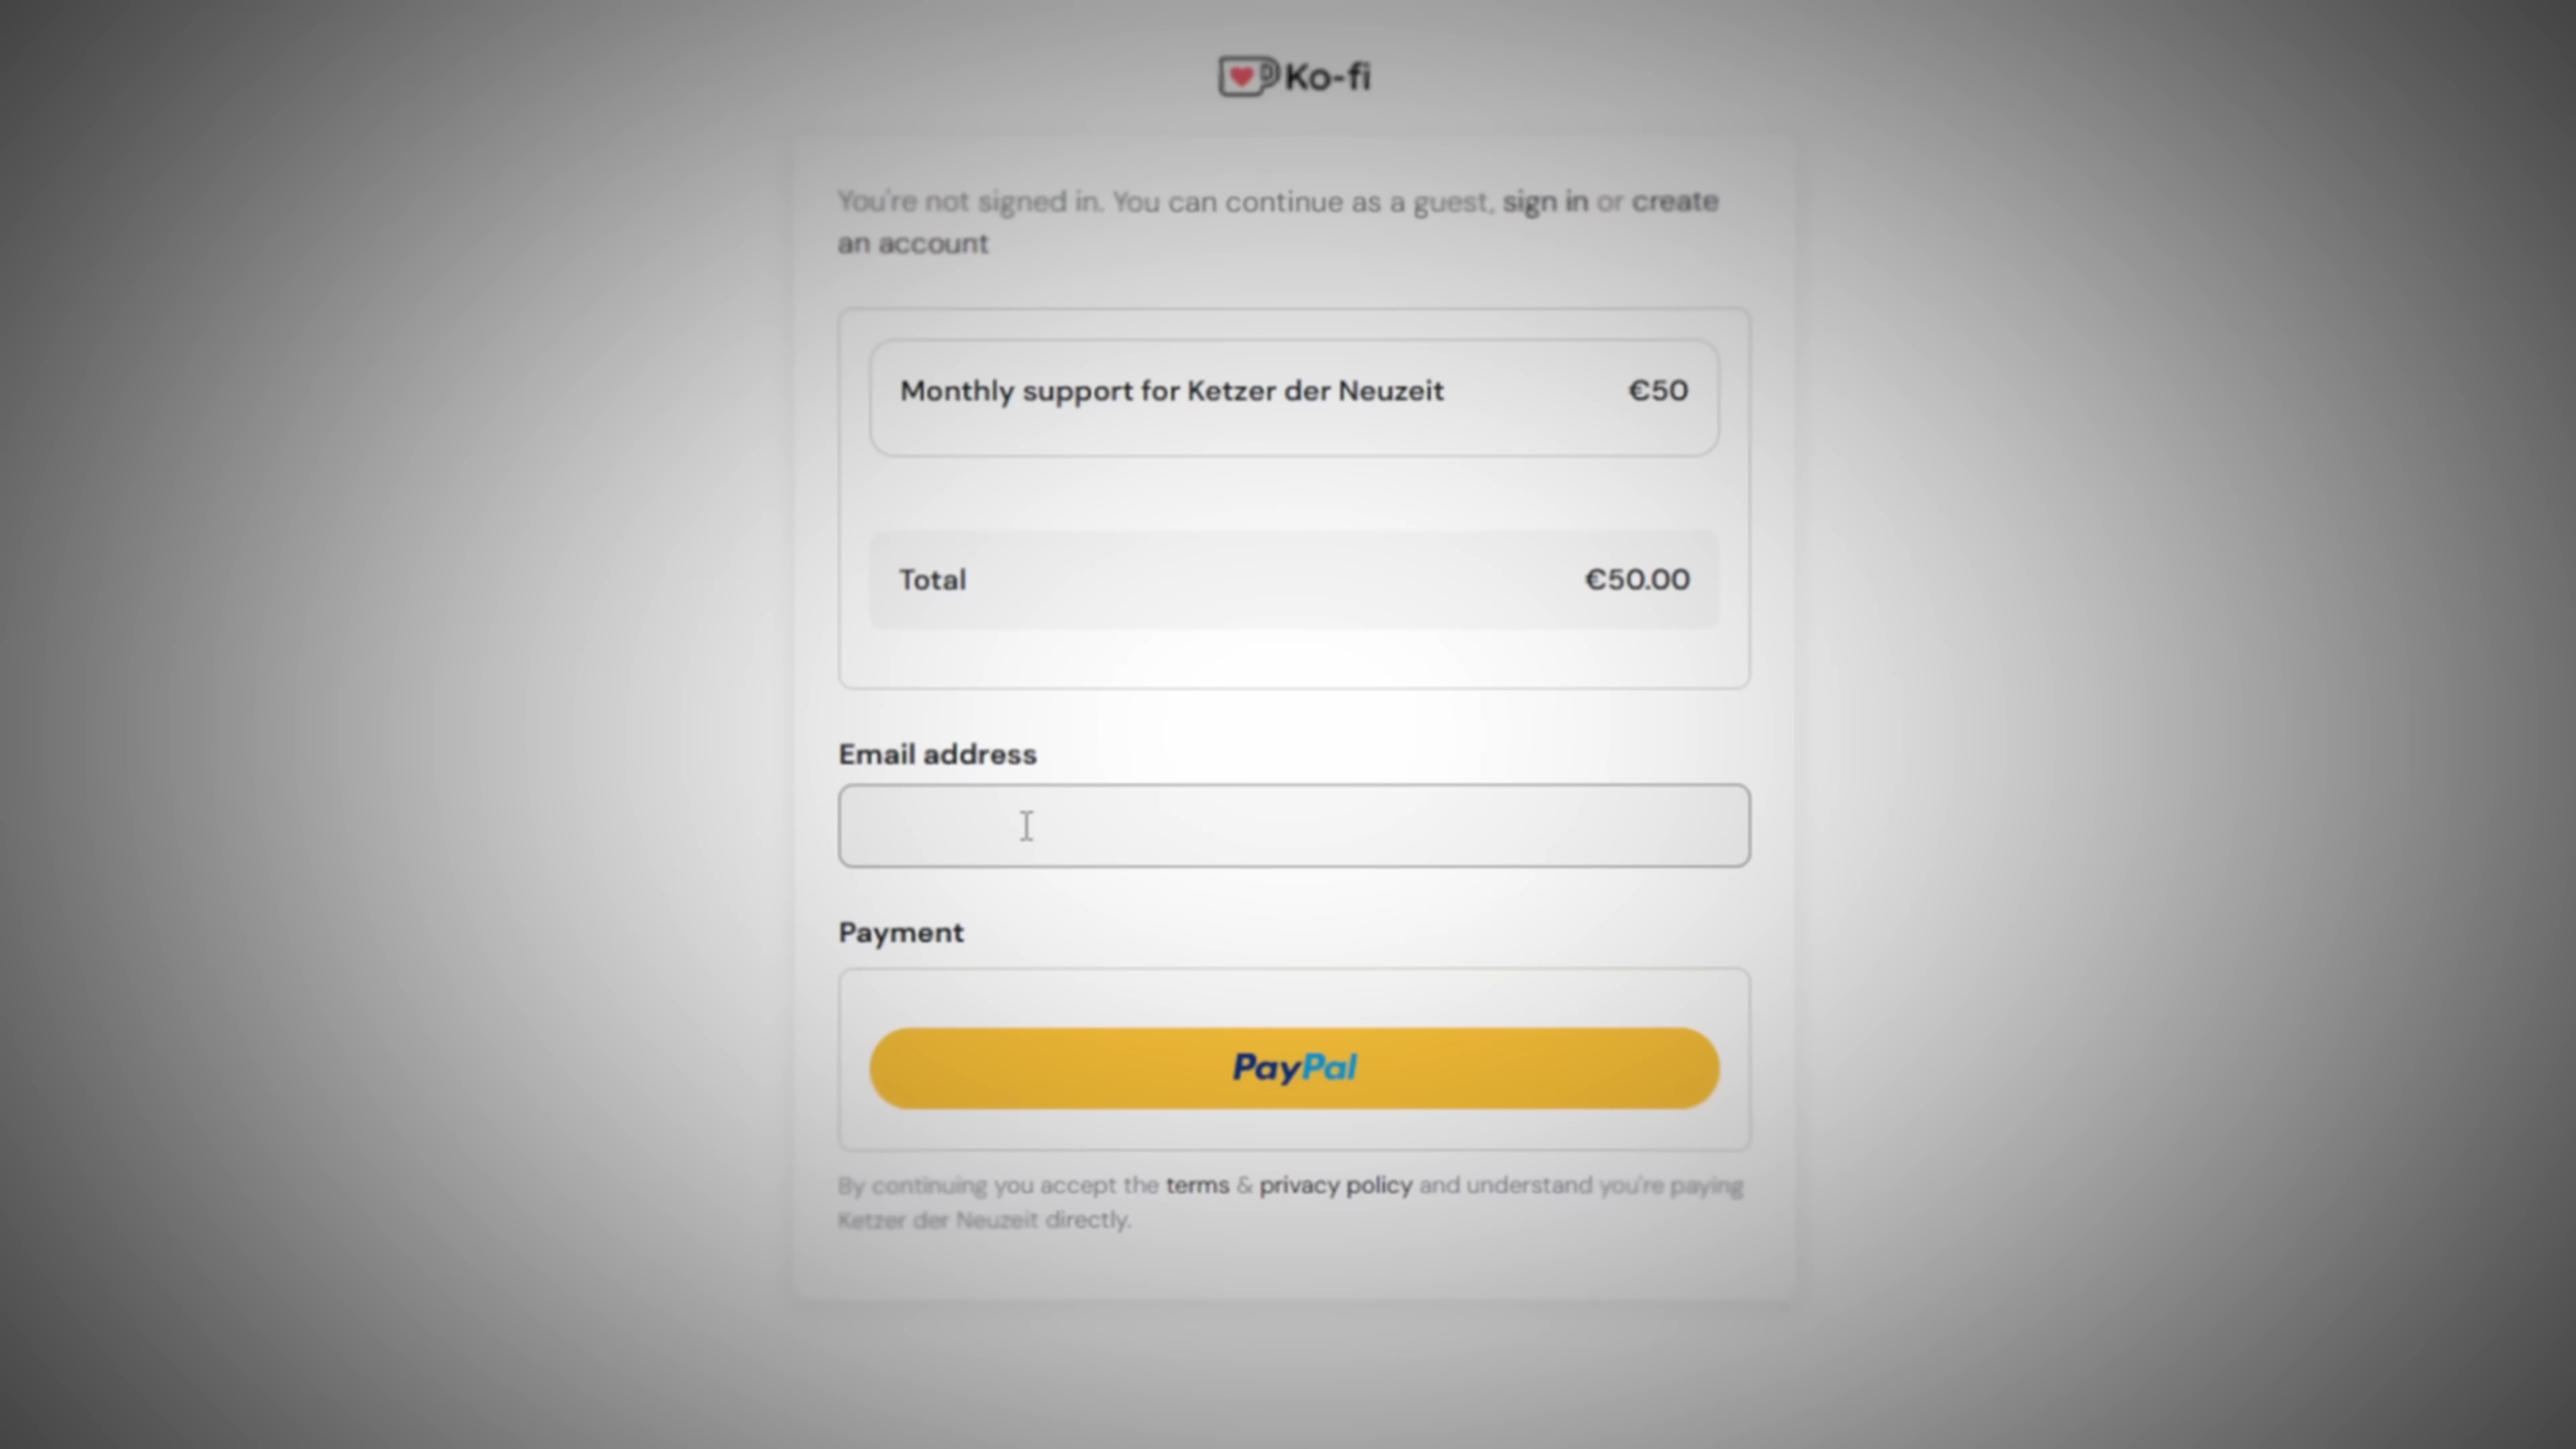 Ko-fi
You're not signed in. You can continue as a guest, sign in or create
an account
Monthly support for Ketzer der Neuzeit €50
Total €50.00
Email address
Payment
PayPal
By continuing you accept the terms & privacy policy and understand you're paying
Ketzer der Neuzeit directly.